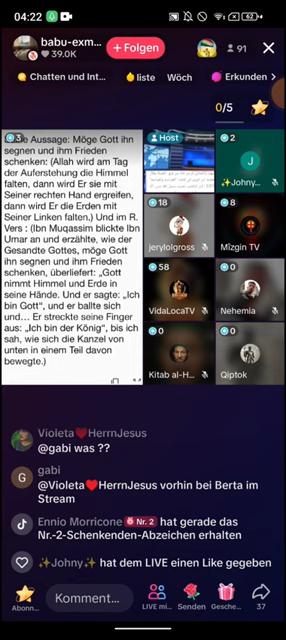 04:22
62
babu-exm...
39.0K
+ Folgen
91
Chatten und Int...
liste
Wöch
Erkunden
0/5
3
Aussage: Möge Gott ihn
segnen und ihm Frieden
schenken: (Allah wird am Tag
der Auferstehung die Himmel
falten, dann wird Er sie mit
Seiner rechten Hand ergreifen,
dann wird Er die Erden mit
Seiner Linken falten.) Und im R.
Vers : (Ibn Muqassim blickte Ibn
Umar an und erzählte, wie der
Gesandte Gottes, möge Gott
ihn segnen und ihm Frieden
schenken, überliefert: „Gott
nimmt Himmel und Erde in
seine Hände. Und er sagte: „Ich
bin Gott“, und er ballte sich
und… Er streckte seine Finger
aus: „Ich bin der König“, bis ich
sah, wie sich die Kanzel von
unten in einem Teil davon
bewegte.)
Host
2
J
✨Johny...
18
jerylolgross
8
Mîzgin TV
58
VidaLocaTV
0
Nehemia
0
Kitab al-H...
0
Qiptok
Violeta❤️HerrnJesus
@gabi was ??
G
gabi
@Violeta❤️HerrnJesus vorhin bei Berta im
Stream
Ennio Morricone Nr. 2 hat gerade das
Nr.-2-Schenkenden-Abzeichen erhalten
✨Johny✨ hat dem LIVE einen Like gegeben
Abonn...
Komment...
LIVE mi...
Senden
Gesche...
37